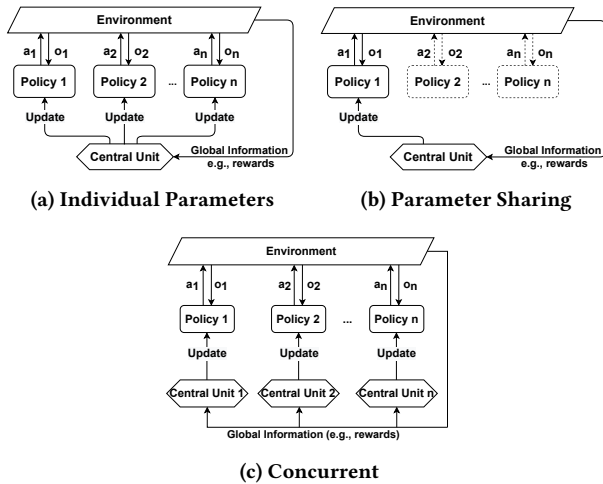 Environment
a1 o1 a2 o2 an on
Policy 1 Policy 2 ... Policy n
Update Update Update
Central Unit
Global Information
e.g., rewards
(a) Individual Parameters
Environment
a1 o1 a2 o2 an on
Policy 1 Policy 2 ... Policy n
Update
Central Unit
Global Information
e.g., rewards
(b) Parameter Sharing
Environment
a1 o1 a2 o2 an on
Policy 1 Policy 2 ... Policy n
Update Update Update
Central Unit 1 Central Unit 2 Central Unit n
Global Information (e.g., rewards)
(c) Concurrent